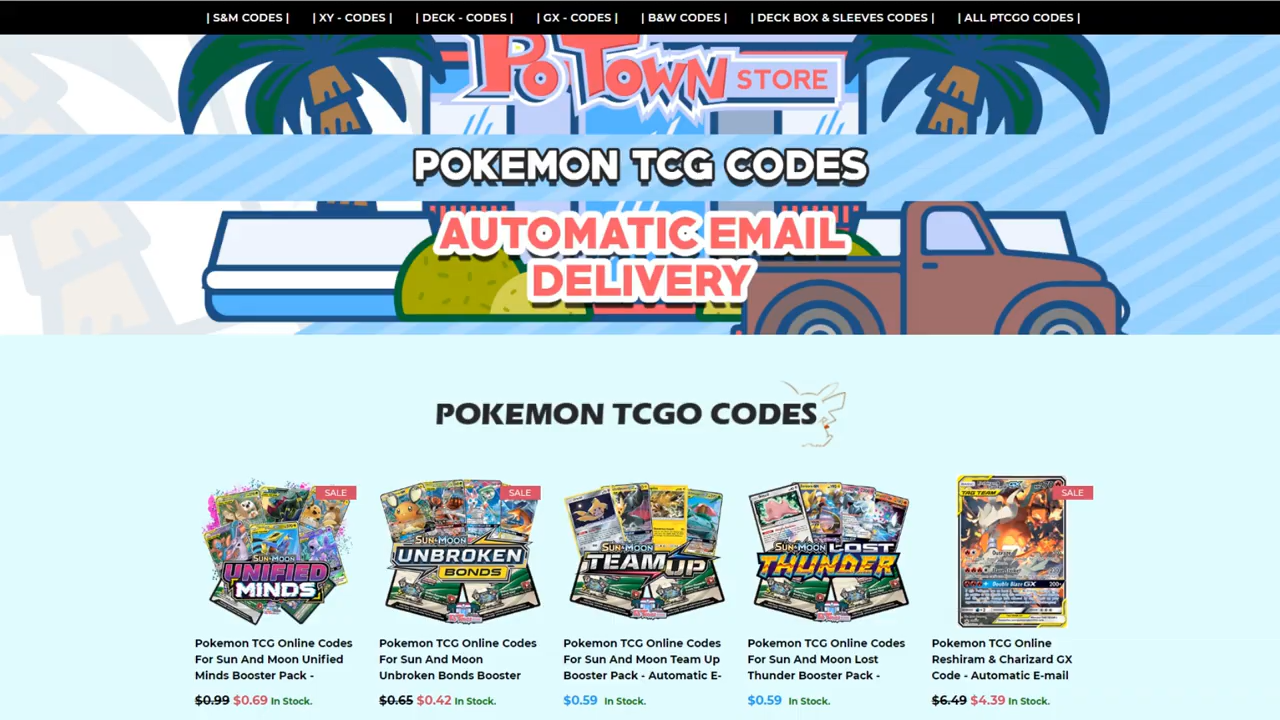 | S&M CODES | | XY - CODES | | DECK - CODES | | GX - CODES | | B&W CODES | | DECK BOX & SLEEVES CODES | | ALL PTCGO CODES |
PO TOWN STORE
POKEMON TCG CODES
AUTOMATIC EMAIL
DELIVERY
POKEMON TCGO CODES
SALE SALE SALE
SUN & MOON UNIFIED MINDS
SUN & MOON UNBROKEN BONDS
SUN & MOON TEAM UP
SUN & MOON LOST THUNDER
TAG TEAM
Double Blaze GX 200+
Pokemon TCG Online Codes
For Sun And Moon Unified
Minds Booster Pack -
$0.99 $0.69 In Stock.
Pokemon TCG Online Codes
For Sun And Moon
Unbroken Bonds Booster
$0.65 $0.42 In Stock.
Pokemon TCG Online Codes
For Sun And Moon Team Up
Booster Pack - Automatic E-
$0.59 In Stock.
Pokemon TCG Online Codes
For Sun And Moon Lost
Thunder Booster Pack -
$0.59 In Stock.
Pokemon TCG Online
Reshiram & Charizard GX
Code - Automatic E-mail
$6.49 $4.39 In Stock.